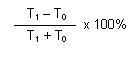 T₁ – T₀
x 100%
T₁ + T₀